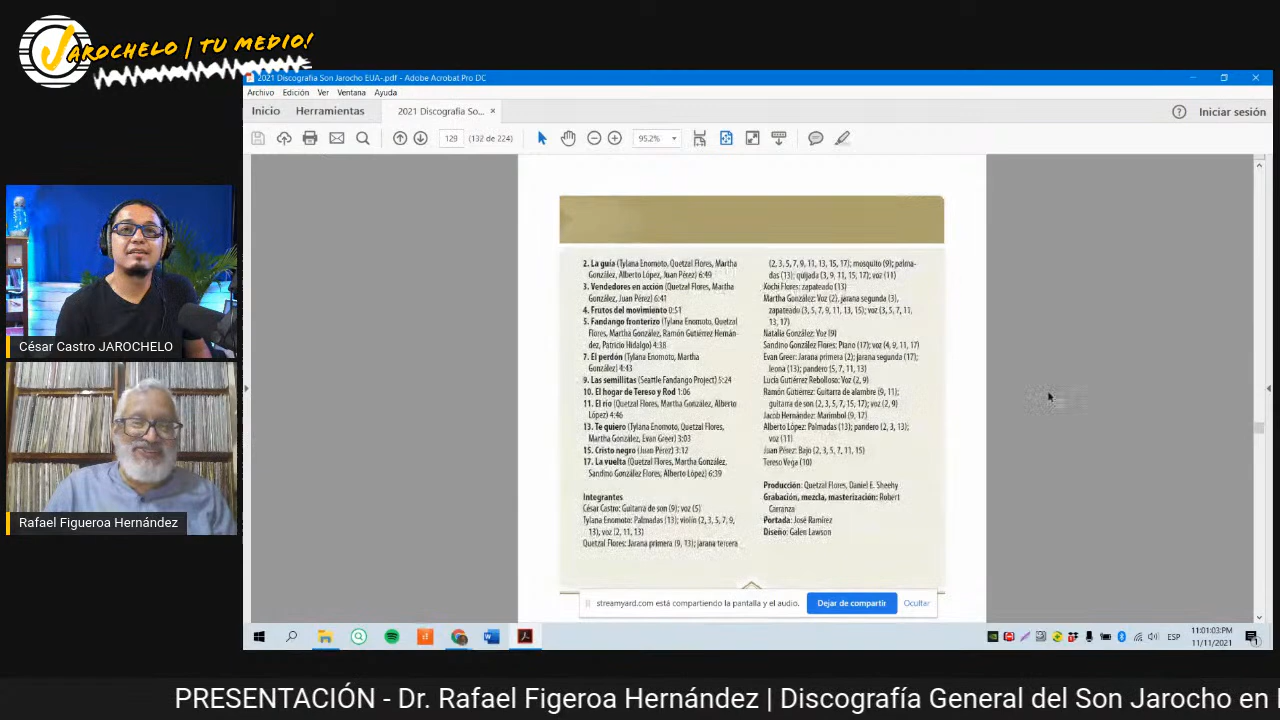 JAROCHELO | TU MEDIO!
2021 Discografia Son Jarocho EUA-.pdf - Adobe Acrobat Pro DC
Archivo Edición Ver Ventana Ayuda
Inicio Herramientas 2021 Discografia So... × Iniciar sesión
129 (132 de 224) 95.2%
2. La guía (Tylana Enomoto, Quetzal Flores, Martha
González, Alberto López, Juan Pérez) 6:49
3. Vendedores en acción (Quetzal Flores, Martha
González, Juan Pérez) 6:41
4. Frutos del movimiento 0:51
5. Fandango fronterizo (Tylana Enomoto, Quetzal
Flores, Martha González, Ramón Gutiérrez Hernán-
dez, Patricio Hidalgo) 4:38
7. El perdón (Tylana Enomoto, Martha
González) 4:43
9. Las semillitas (Seattle Fandango Project) 5:24
10. El hogar de Tereso y Rod 1:06
11. El río (Quetzal Flores, Martha González, Alberto
López) 4:46
13. Te quiero (Tylana Enomoto, Quetzal Flores,
Martha González, Evan Greer) 3:03
15. Cristo negro (Juan Pérez) 3:12
17. La vuelta (Quetzal Flores, Martha González,
Sandino González Flores, Alberto López) 6:39
Integrantes
César Castro: Guitarra de son (9); voz (5)
Tylana Enomoto: Palmadas (13); violín (2, 3, 5, 7, 9,
13), voz (2, 11, 13)
Quetzal Flores: Jarana primera (9, 13); jarana tercera
(2, 3, 5, 7, 9, 11, 13, 15, 17); mosquito (9); palma-
das (13); quijada (3, 9, 11, 15, 17); voz (11)
Xochi Flores: zapateado (13)
Martha González: Voz (2), jarana segunda (3),
zapateado (3, 5, 7, 9, 11, 13, 15); voz (3, 5, 7, 11,
13, 17)
Natalia González: Voz (9)
Sandino González Flores: Piano (17); voz (4, 9, 11, 17)
Evan Greer: Jarana primera (2); jarana segunda (17);
leona (13); pandero (5, 7, 11, 13)
Lucía Gutiérrez Rebolloso: Voz (2, 9)
Ramón Gutiérrez: Guitarra de alambre (9, 11);
guitarra de son (2, 3, 5, 7, 15, 17); voz (2, 9)
Jacob Hernández: Marimbol (9, 17)
Alberto López: Palmadas (13); pandero (2, 3, 13);
voz (11)
Juan Pérez: Bajo (2, 3, 5, 7, 11, 15)
Tereso Vega (10)
Producción: Quetzal Flores, Daniel E. Sheehy
Grabación, mezcla, masterización: Robert
Carranza
Portada: José Ramírez
Diseño: Galen Lawson
streamyard.com está compartiendo la pantalla y el audio. Dejar de compartir Ocultar
César Castro JAROCHELO
Rafael Figueroa Hernández
ESP
11:01:03 PM
11/11/2021
PRESENTACIÓN - Dr. Rafael Figeroa Hernández | Discografía General del Son Jarocho en